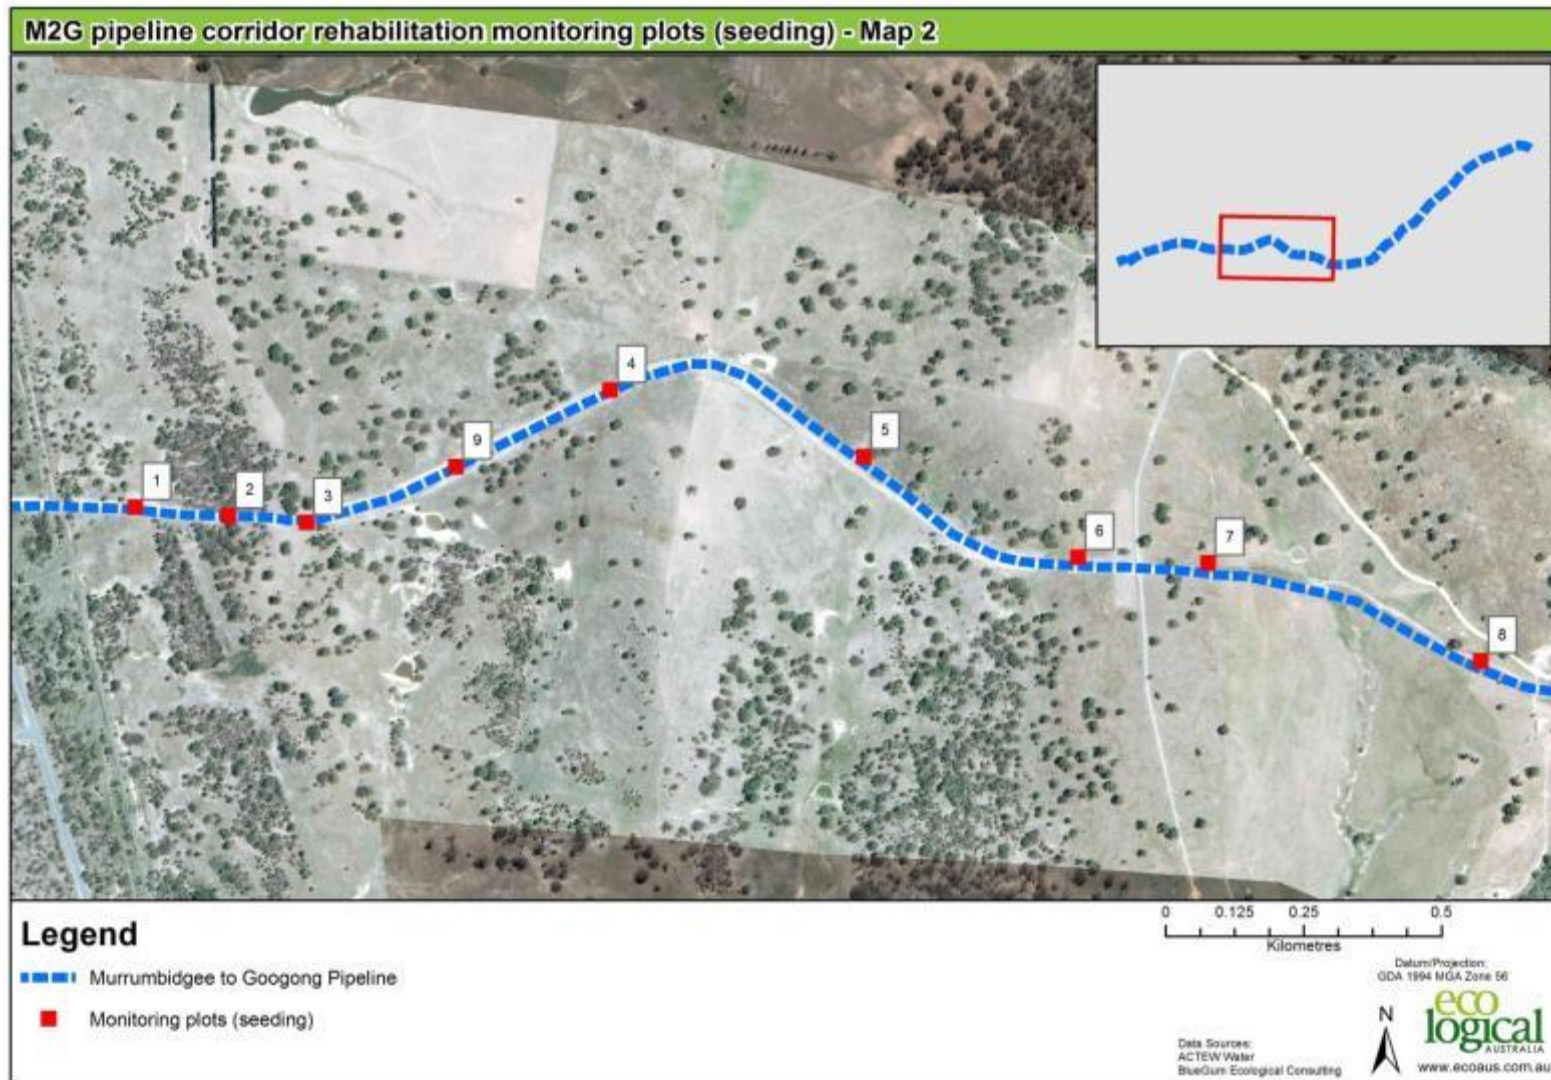 M2G pipeline corridor rehabilitation monitoring plots (seeding) - Map 2
4
9
5
1
2
3
6
7
8
Legend
Murrumbidgee to Googong Pipeline
Monitoring plots (seeding)
0 0.125 0.25 0.5
Kilometres
Datum/Projection:
GDA 1994 MGA Zone 56
N
eco
logical
AUSTRALIA
www.ecoaus.com.au
Data Sources:
ACTEW Water
BlueGum Ecological Consulting